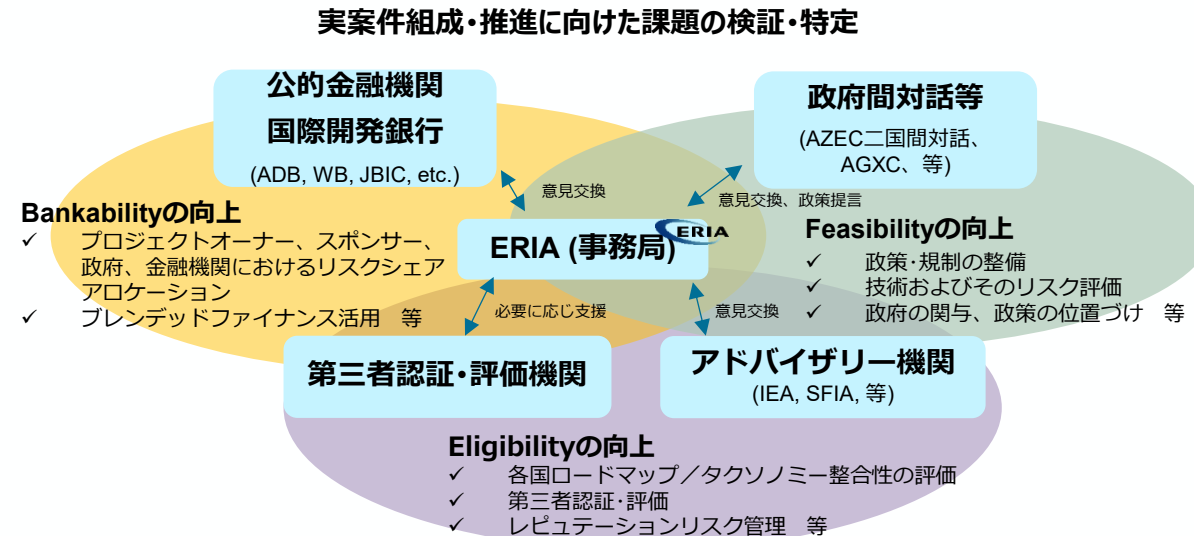 実案件組成・推進に向けた課題の検証・特定
公的金融機関
国際開発銀行
(ADB, WB, JBIC, etc.)
政府間対話等
(AZEC二国間対話、
AGXC、等)
意見交換
意見交換、政策提言
Bankabilityの向上
✓ プロジェクトオーナー、スポンサー、
政府、金融機関におけるリスクシェア
アロケーション
✓ ブレンデッドファイナンス活用　等
ERIA (事務局)
ERIA
Feasibilityの向上
✓ 政策・規制の整備
✓ 技術およびそのリスク評価
✓ 政府の関与、政策の位置づけ　等
必要に応じ支援
意見交換
第三者認証・評価機関
アドバイザリー機関
(IEA, SFIA, 等)
Eligibilityの向上
✓ 各国ロードマップ／タクソノミー整合性の評価
✓ 第三者認証・評価
✓ レピュテーションリスク管理　等